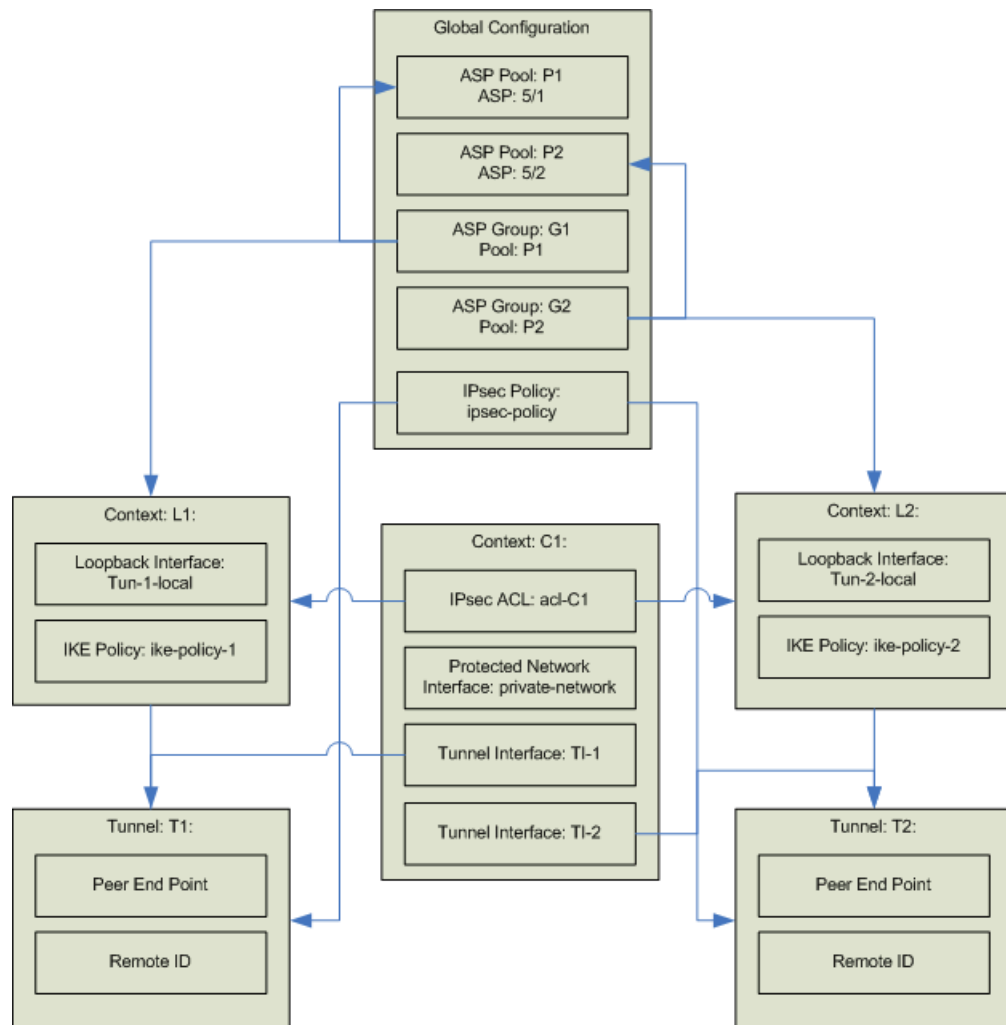 Global Configuration
ASP Pool: P1
ASP: 5/1
ASP Pool: P2
ASP: 5/2
ASP Group: G1
Pool: P1
ASP Group: G2
Pool: P2
IPsec Policy:
ipsec-policy
Context: L1:
Loopback Interface:
Tun-1-local
IKE Policy: ike-policy-1
Context: C1:
IPsec ACL: acl-C1
Protected Network
Interface: private-network
Tunnel Interface: TI-1
Tunnel Interface: TI-2
Context: L2:
Loopback Interface:
Tun-2-local
IKE Policy: ike-policy-2
Tunnel: T1:
Peer End Point
Remote ID
Tunnel: T2:
Peer End Point
Remote ID